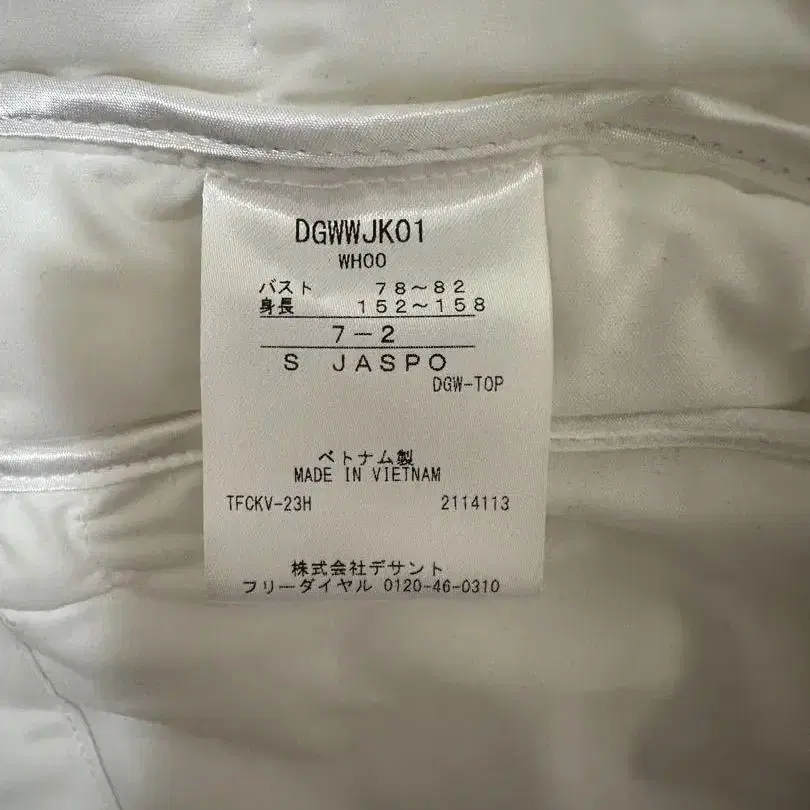 DGWWJK01
WH00
バスト 78～82
身長 152～158
7－2
S JASPO
DGW-TOP
ベトナム製
MADE IN VIETNAM
TFCKV-23H 2114113
株式会社デサント
フリーダイヤル 0120-46-0310